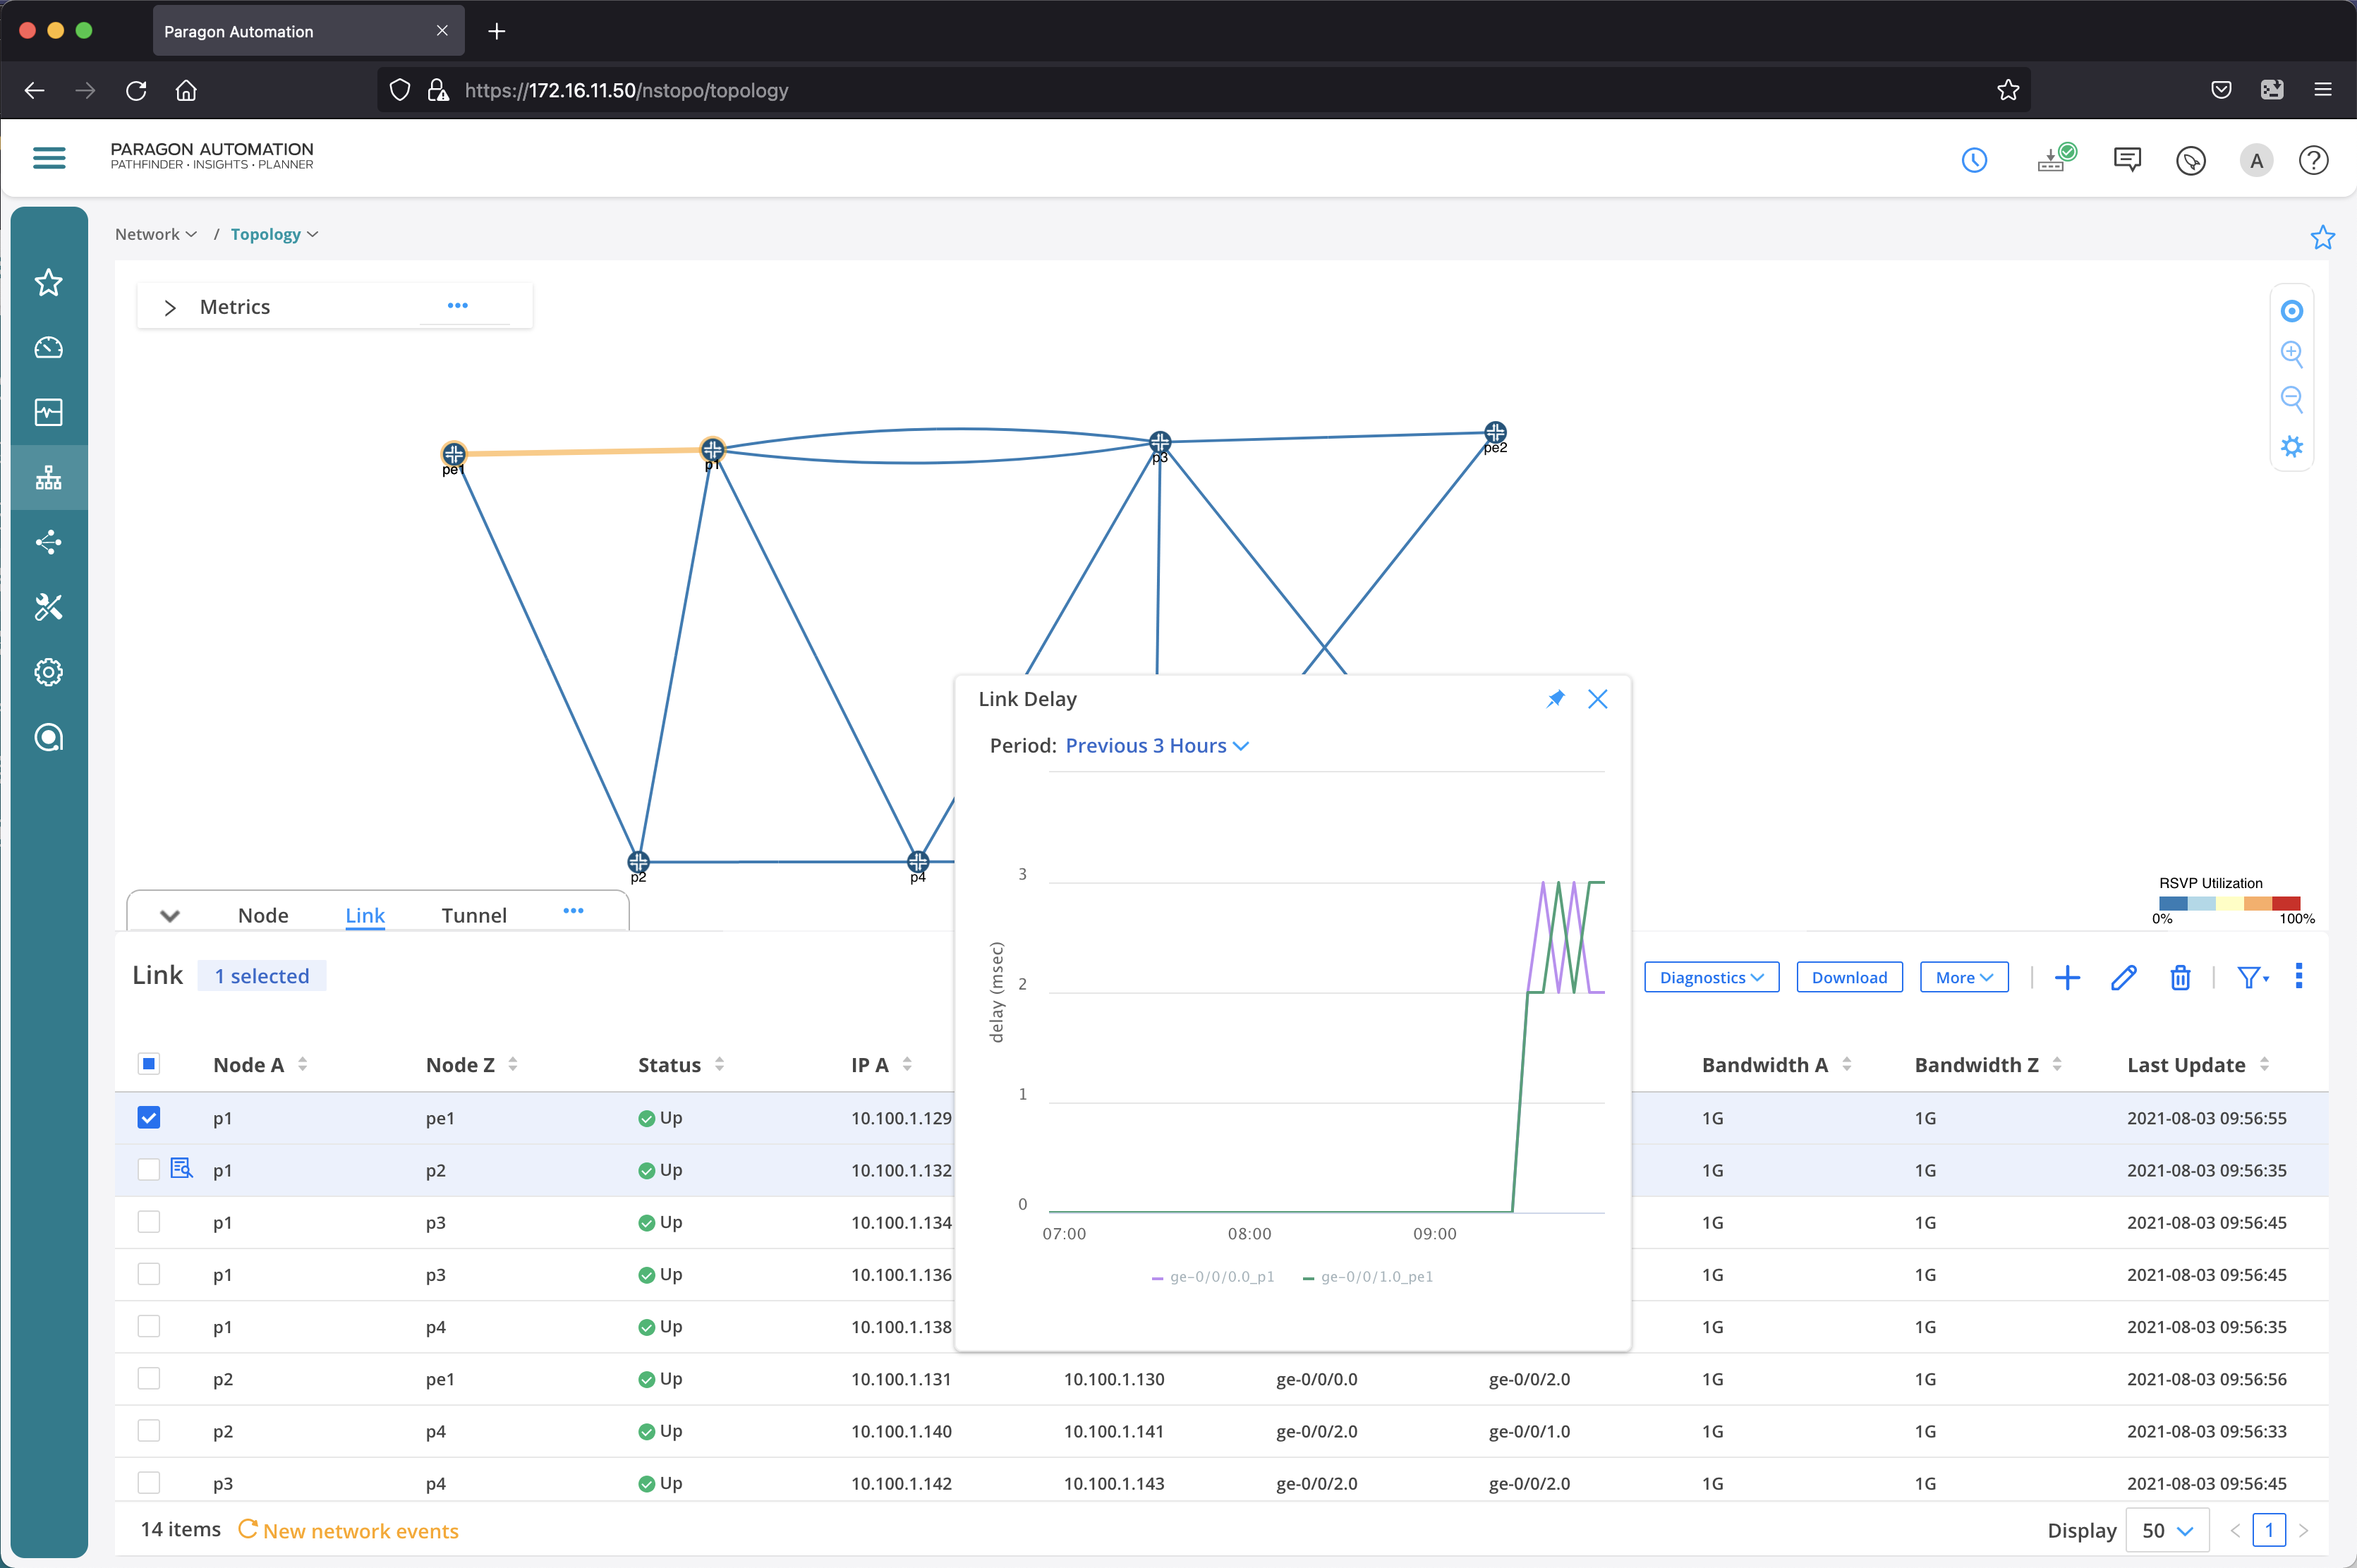 Paragon Automation
https://172.16.11.50/nstopo/topology
PARAGON AUTOMATION
PATHFINDER · INSIGHTS · PLANNER
A
Network / Topology
Metrics
pe1
p1
p3
pe2
p2
p4
Link Delay
Period: Previous 3 Hours
3
2
1
0
delay (msec)
07:00 08:00 09:00
ge-0/0/0.0_p1 ge-0/0/1.0_pe1
RSVP Utilization
0% 100%
Node Link Tunnel
Link 1 selected Diagnostics Download More
Node A Node Z Status IP A Bandwidth A Bandwidth Z Last Update
p1 pe1 Up 10.100.1.129 1G 1G 2021-08-03 09:56:55
p1 p2 Up 10.100.1.132 1G 1G 2021-08-03 09:56:35
p1 p3 Up 10.100.1.134 1G 1G 2021-08-03 09:56:45
p1 p3 Up 10.100.1.136 1G 1G 2021-08-03 09:56:45
p1 p4 Up 10.100.1.138 1G 1G 2021-08-03 09:56:35
p2 pe1 Up 10.100.1.131 10.100.1.130 ge-0/0/0.0 ge-0/0/2.0 1G 1G 2021-08-03 09:56:56
p2 p4 Up 10.100.1.140 10.100.1.141 ge-0/0/2.0 ge-0/0/1.0 1G 1G 2021-08-03 09:56:33
p3 p4 Up 10.100.1.142 10.100.1.143 ge-0/0/2.0 ge-0/0/2.0 1G 1G 2021-08-03 09:56:45
14 items New network events Display 50 1